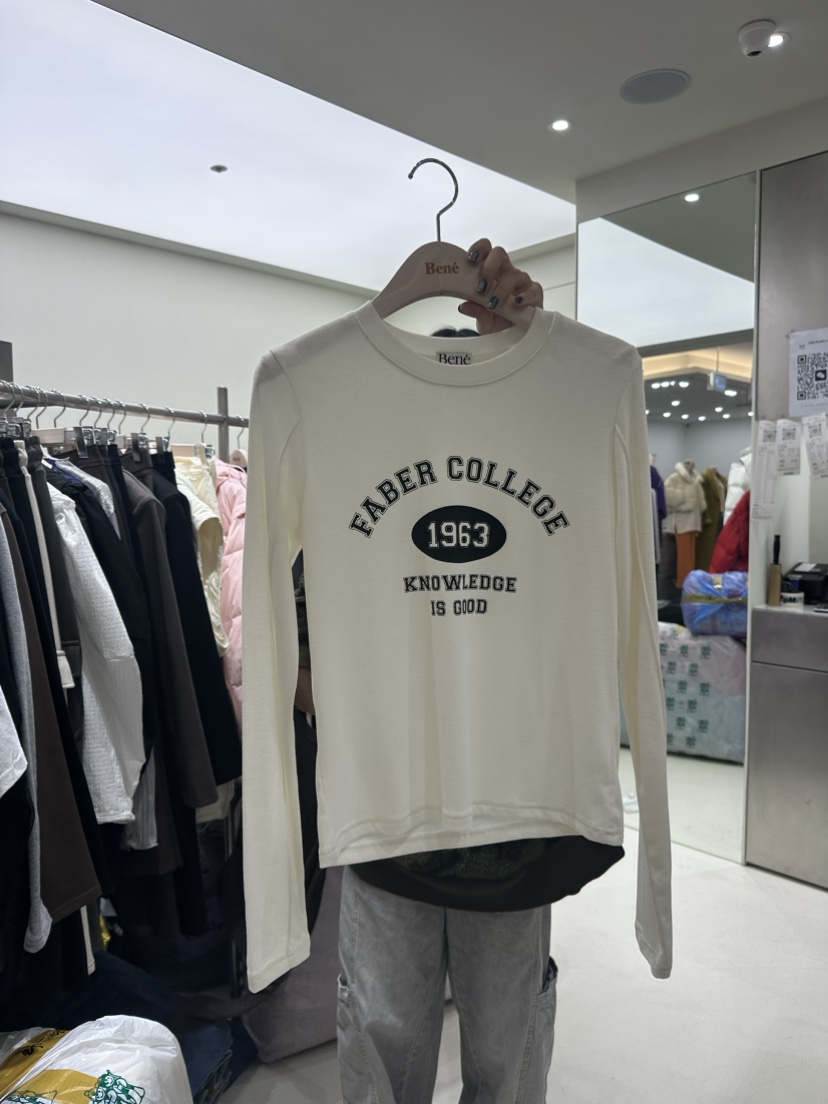 Bené
Bené
FABER COLLEGE
1963
KNOWLEDGE
IS GOOD